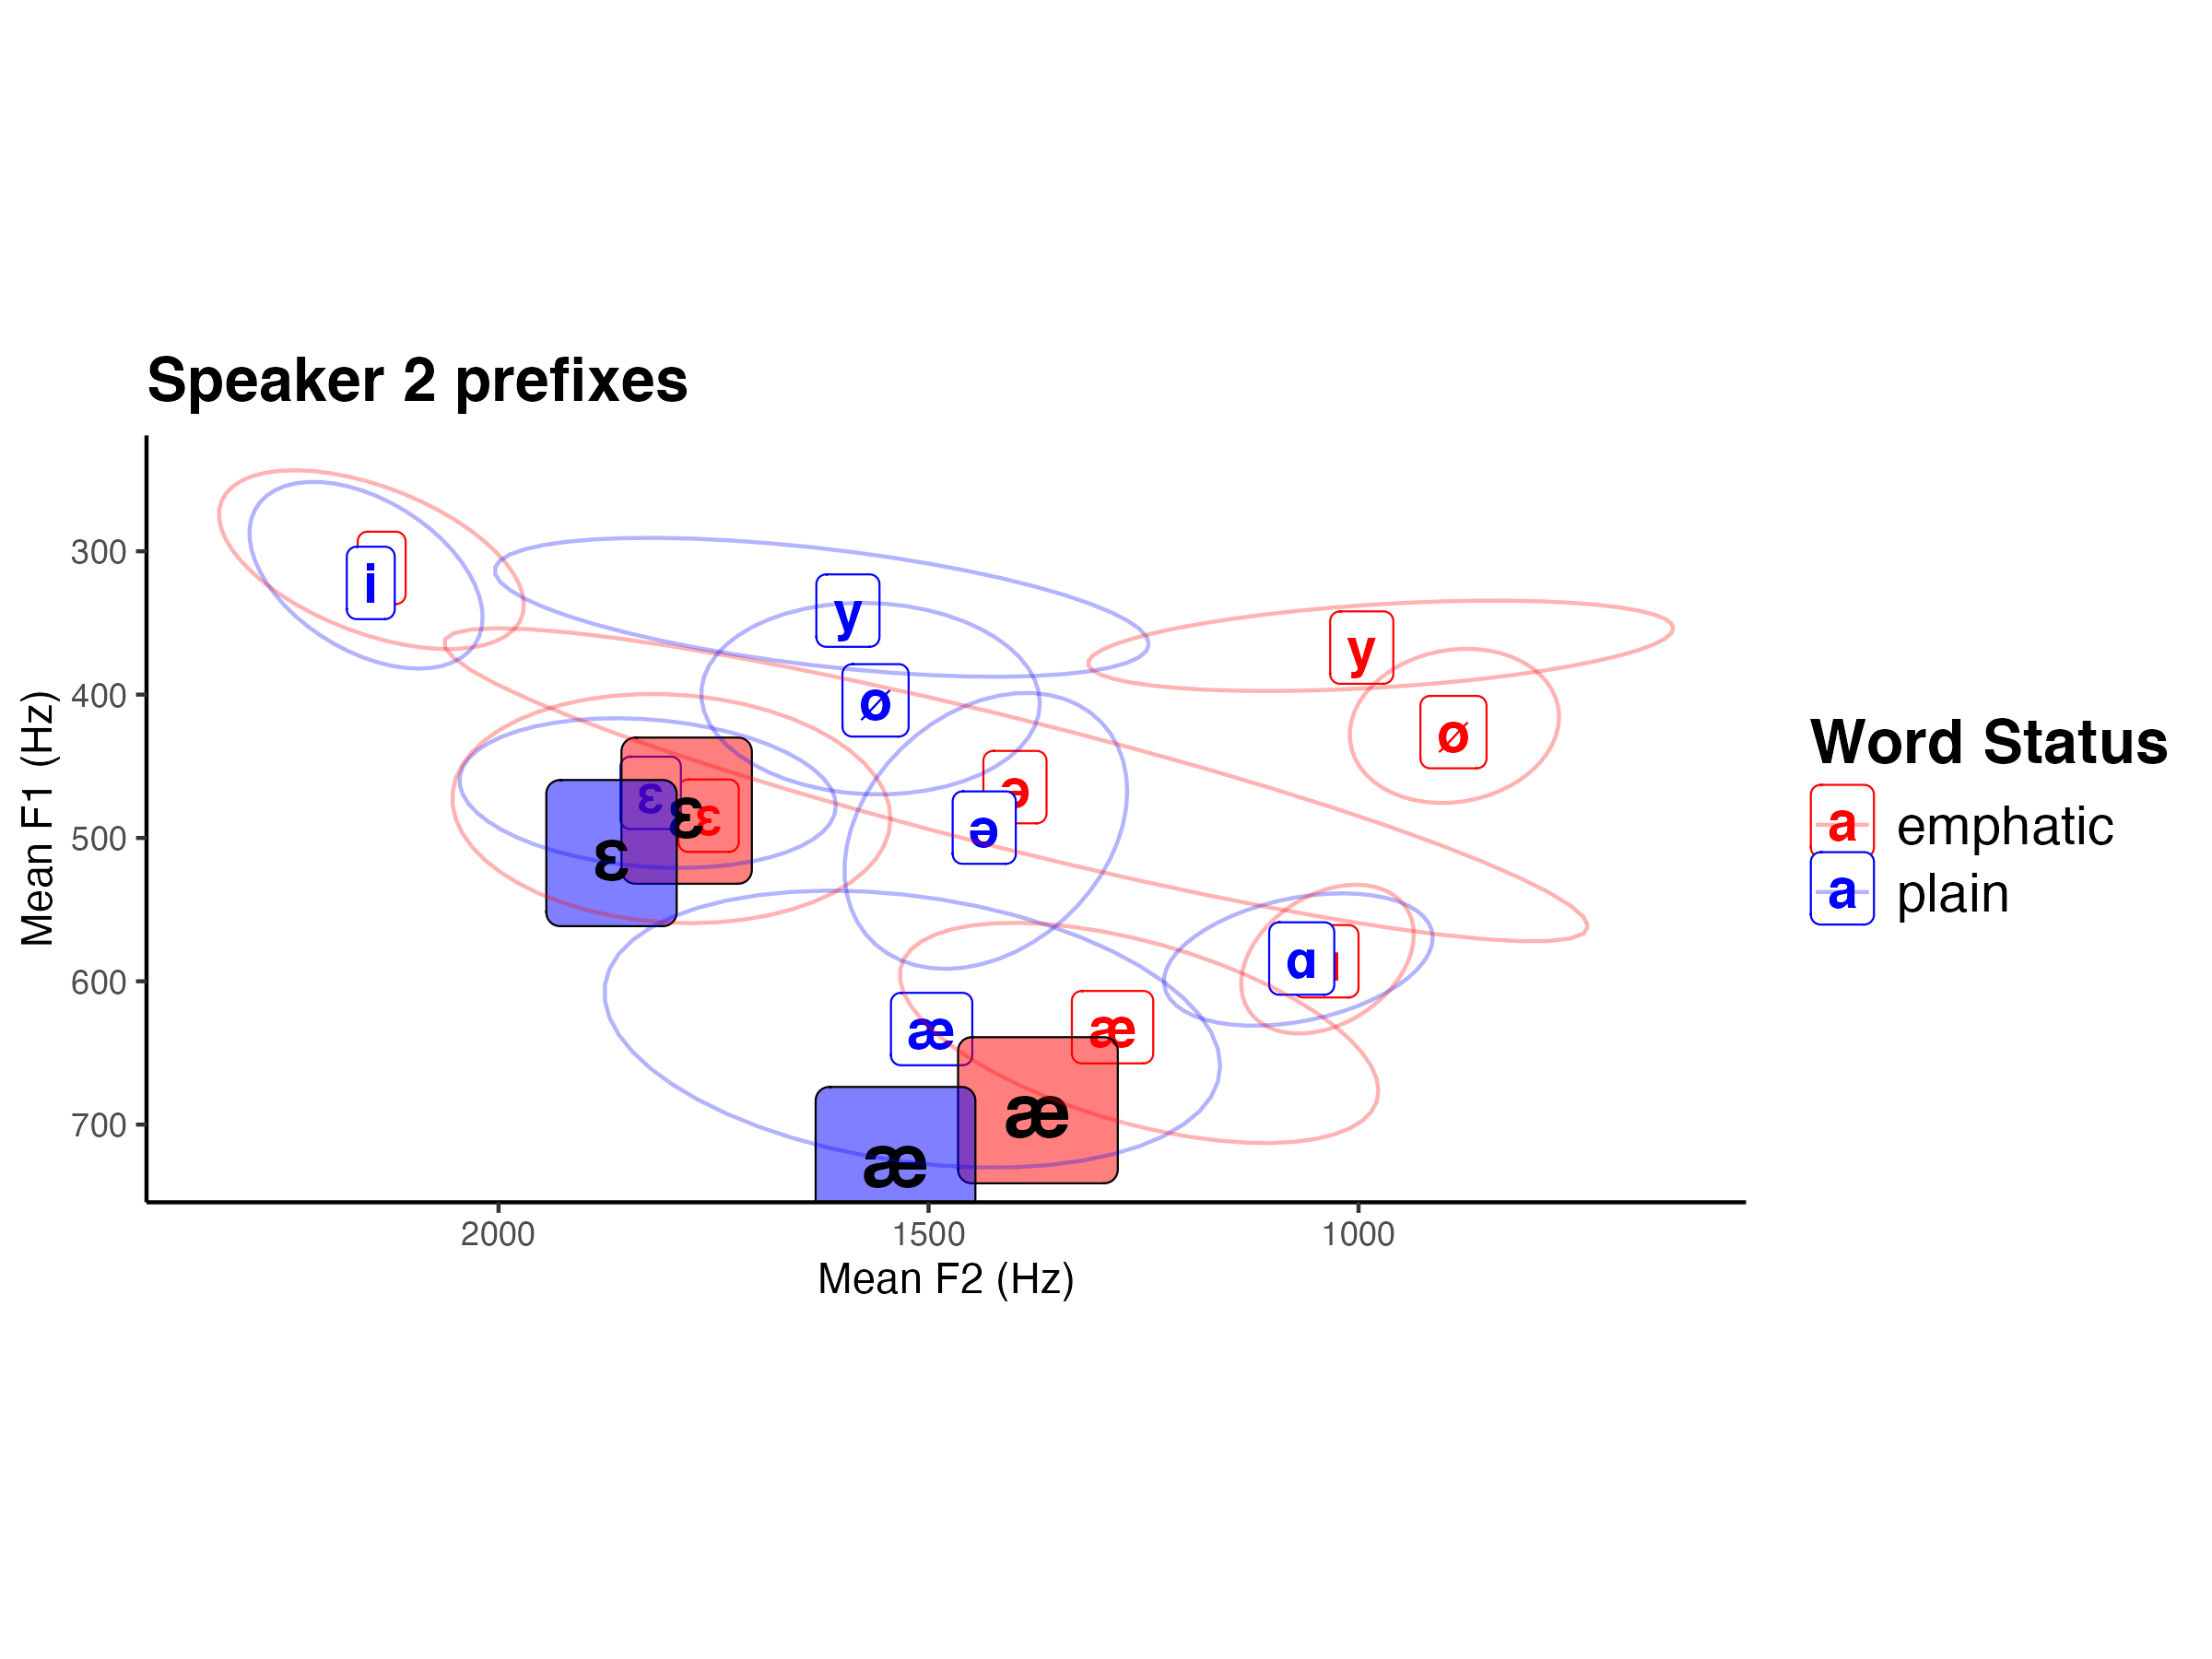 Speaker 2 prefixes
Mean F1 (Hz)
300
400
500
600
700
i
y
y
ø
ø
ə
ə
ɛ
ɛ
ɛ
ɛ
ɑ
æ
æ
æ
æ
2000
1500
1000
Mean F2 (Hz)
Word Status
a emphatic
a plain